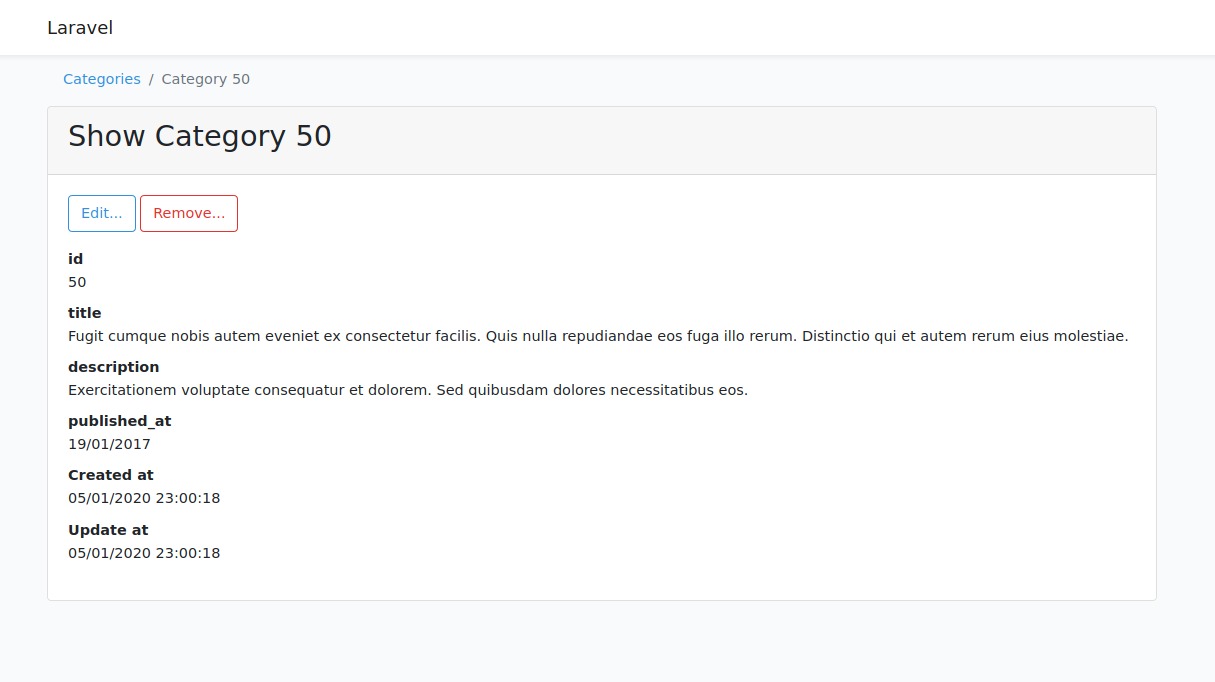 Laravel
Categories / Category 50
Show Category 50
Edit... Remove...
id
50
title
Fugit cumque nobis autem eveniet ex consectetur facilis. Quis nulla repudiandae eos fuga illo rerum. Distinctio qui et autem rerum eius molestiae.
description
Exercitationem voluptate consequatur et dolorem. Sed quibusdam dolores necessitatibus eos.
published_at
19/01/2017
Created at
05/01/2020 23:00:18
Update at
05/01/2020 23:00:18